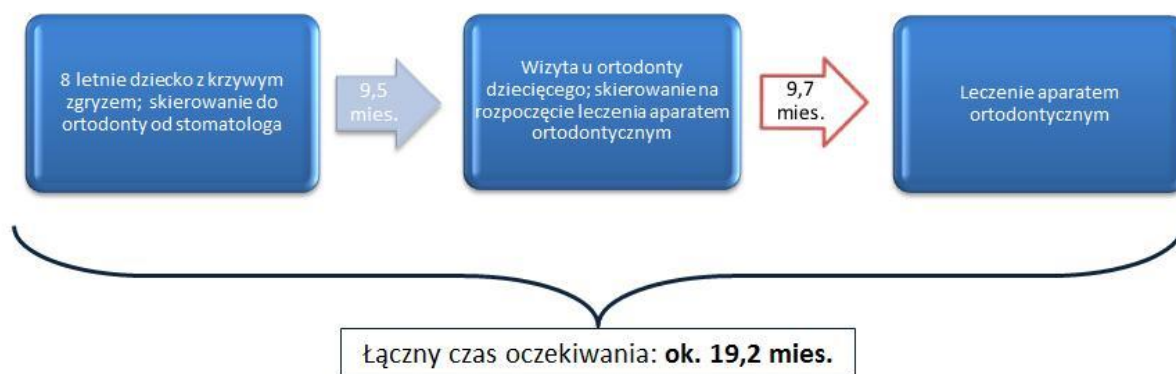 8 letnie dziecko z krzywym
zgryzem; skierowanie do
ortodonty od stomatologa
9,5
mies.
Wizyta u ortodonty
dziecięcego; skierowanie na
rozpoczęcie leczenia aparatem
ortodontycznym
9,7
mies.
Leczenie aparatem
ortodontycznym
Łączny czas oczekiwania: ok. 19,2 mies.